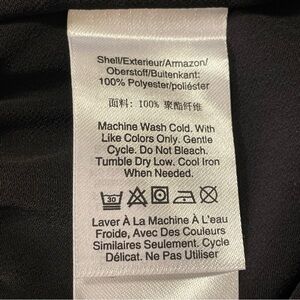 Shell/Exterieur/Armazon/
Oberstoff/Buitenkant:
100% Polyester/poliéster
面料: 100% 聚酯纤维
Machine Wash Cold. With
Like Colors Only. Gentle
Cycle. Do Not Bleach.
Tumble Dry Low. Cool Iron
When Needed.
30
Laver À La Machine À L'eau
Froide, Avec Des Couleurs
Similaires Seulement. Cycle
Délicat. Ne Pas Utiliser